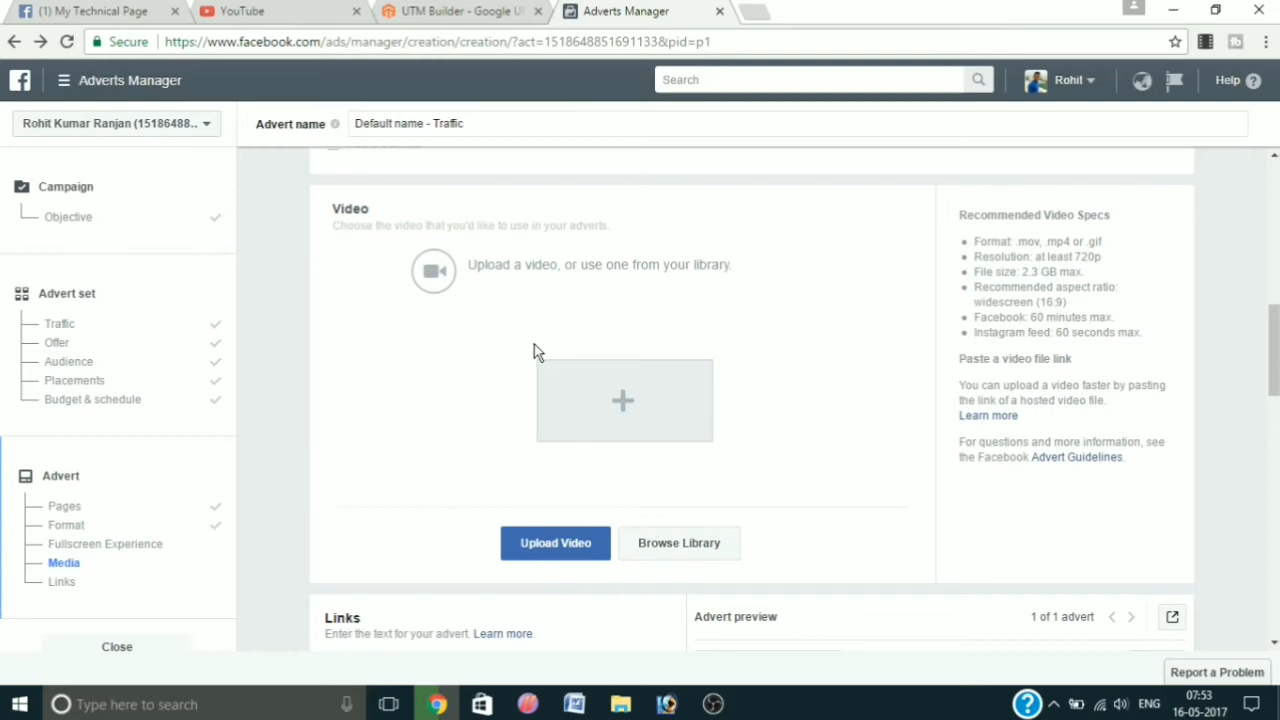 (1) My Technical Page
YouTube
UTM Builder - Google U
Adverts Manager
Secure
https://www.facebook.com/ads/manager/creation/creation/?act=1518648851691133&pid=p1
Adverts Manager
Search
Rohit
Help
Rohit Kumar Ranjan (15186488..
Advert name
Default name - Traffic
Campaign
Objective
Advert set
Traffic
Offer
Audience
Placements
Budget & schedule
Advert
Pages
Format
Fullscreen Experience
Media
Links
Close
Video
Choose the video that you'd like to use in your adverts.
Upload a video, or use one from your library.
Upload Video
Browse Library
Recommended Video Specs
Format: .mov, .mp4 or .gif
Resolution: at least 720p
File size: 2.3 GB max.
Recommended aspect ratio:
widescreen (16:9)
Facebook: 60 minutes max.
Instagram feed: 60 seconds max.
Paste a video file link
You can upload a video faster by pasting
the link of a hosted video file.
Learn more
For questions and more information, see
the Facebook Advert Guidelines.
Links
Enter the text for your advert. Learn more.
Advert preview
1 of 1 advert
Report a Problem
Type here to search
ENG
07:53
16-05-2017